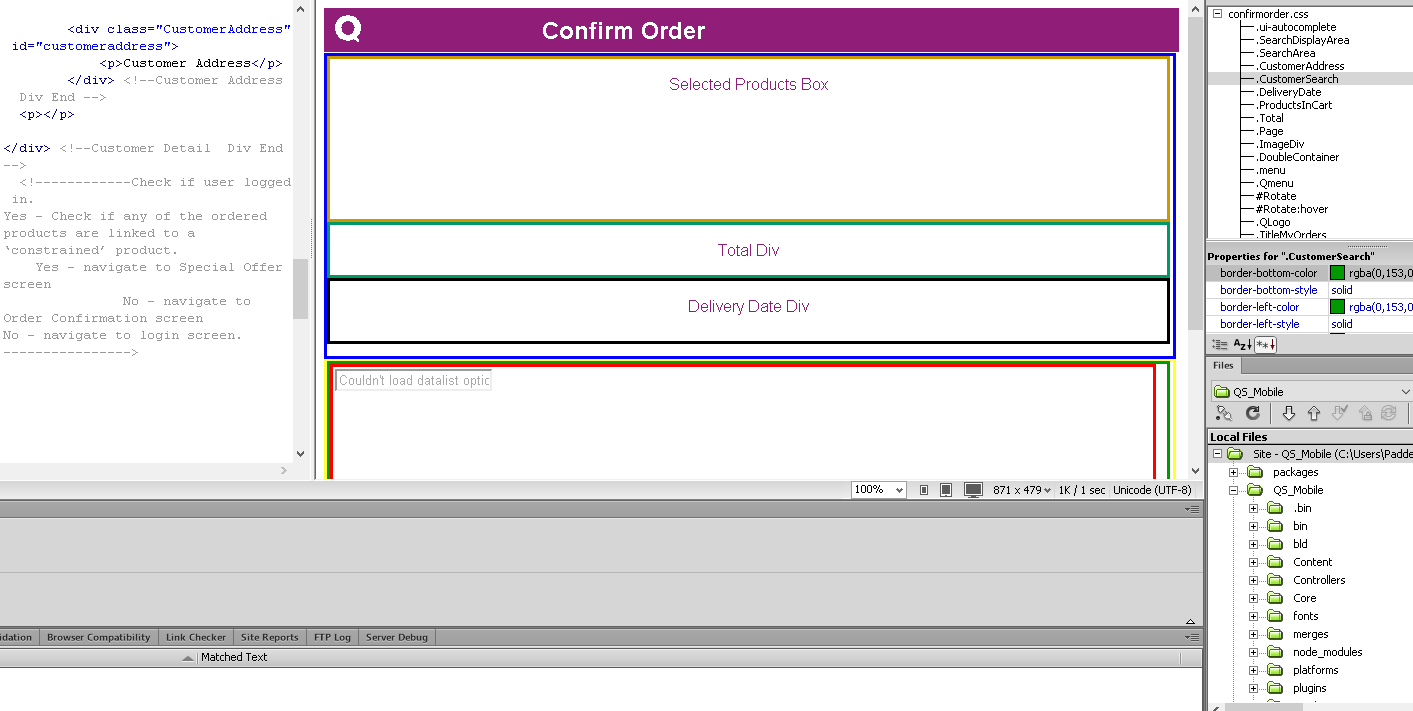 <div class="CustomerAddress"
id="customeraddress">
<p>Customer Address</p>
</div> <!--Customer Address
Div End -->
<p></p>
</div> <!--Customer Detail  Div End
-->
<!------------Check if user logged
in.
Yes - Check if any of the ordered
products are linked to a
‘constrained’ product.
Yes - navigate to Special Offer
screen
No - navigate to
Order Confirmation screen
No - navigate to login screen.
---------------->
Q
Confirm Order
Selected Products Box
Total Div
Delivery Date Div
Couldn't load datalist optic
100%
871 x 479
1K / 1 sec
Unicode (UTF-8)
idation
Browser Compatibility
Link Checker
Site Reports
FTP Log
Server Debug
Matched Text
confirmorder.css
.ui-autocomplete
.SearchDisplayArea
.SearchArea
.CustomerAddress
.CustomerSearch
.DeliveryDate
.ProductsInCart
.Total
.Page
.ImageDiv
.DoubleContainer
.menu
.Qmenu
#Rotate
#Rotate:hover
.QLogo
.TitleMyOrders
Properties for ".CustomerSearch"
border-bottom-color rgba(0,153,0
border-bottom-style solid
border-left-color rgba(0,153,0
border-left-style solid
Az
**
Files
QS_Mobile
Local Files
Site - QS_Mobile (C:\Users\Padde
packages
QS_Mobile
.bin
bin
bld
Content
Controllers
Core
fonts
merges
node_modules
platforms
plugins